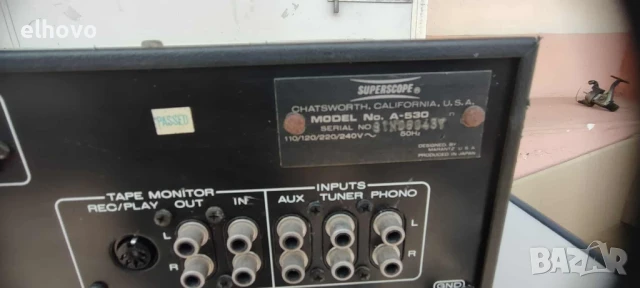 elhovo
SUPERSCOPE®
CHATSWORTH, CALIFORNIA, U.S.A.
MODEL No. A-530
SERIAL NO
110/120/220/240V~ 50Hz
DESIGNED BY
MARANTZ U.S.A.
PRODUCED IN JAPAN
PASSED
TAPE MONITOR
REC/PLAY OUT IN
INPUTS
AUX TUNER PHONO
L
R
L
R
GND
BAZAR